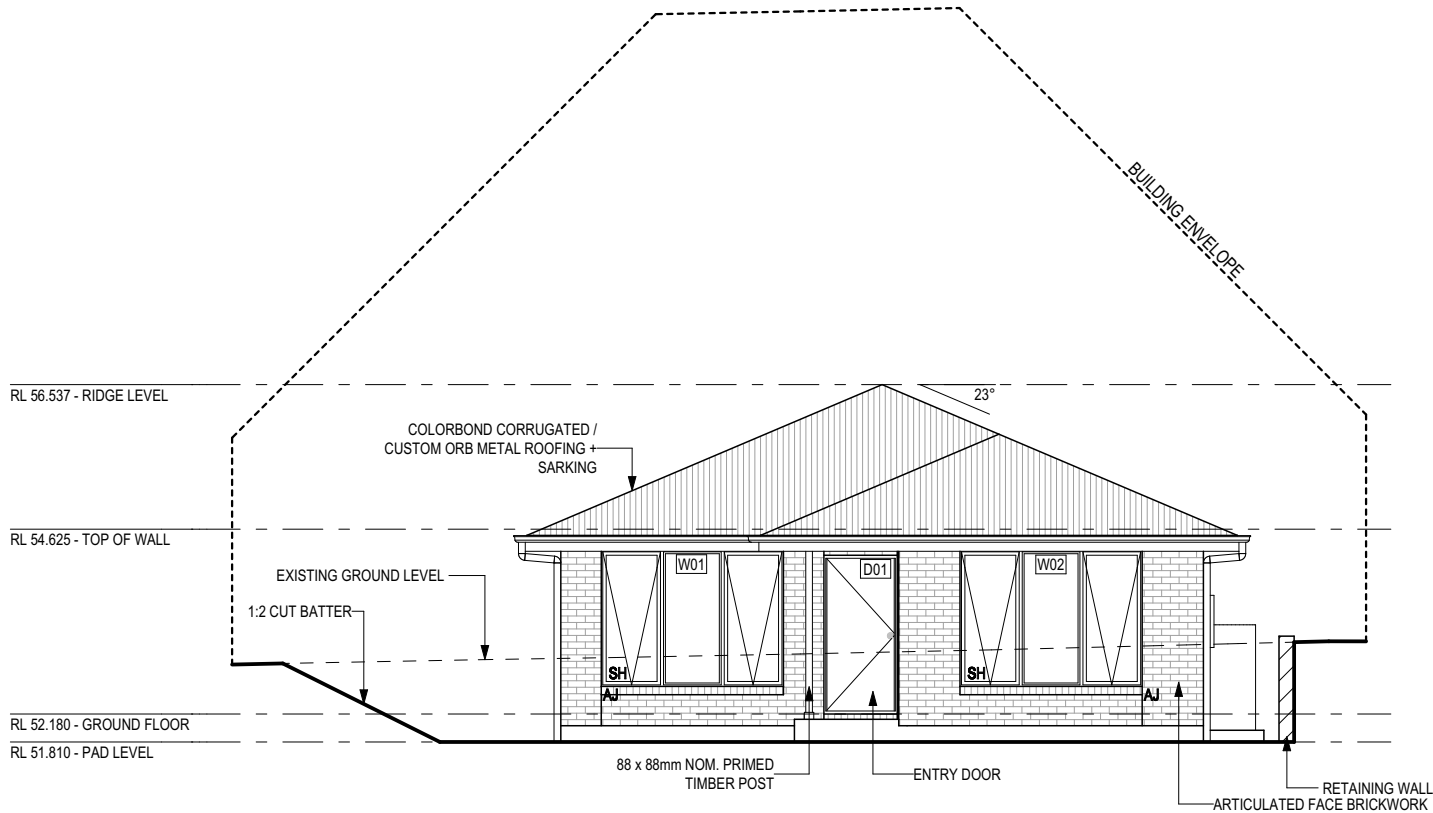 BUILDING ENVELOPE
RL 56.537 - RIDGE LEVEL
23°
COLORBOND CORRUGATED /
CUSTOM ORB METAL ROOFING +
SARKING
RL 54.625 - TOP OF WALL
EXISTING GROUND LEVEL
1:2 CUT BATTER
W01
D01
W02
SH
SH
AJ
AJ
RL 52.180 - GROUND FLOOR
RL 51.810 - PAD LEVEL
88 x 88mm NOM. PRIMED
TIMBER POST
ENTRY DOOR
RETAINING WALL
ARTICULATED FACE BRICKWORK